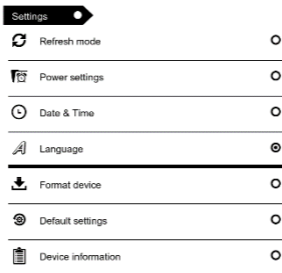 Settings
Refresh mode
Power settings
Date & Time
Language
Format device
Default settings
Device information